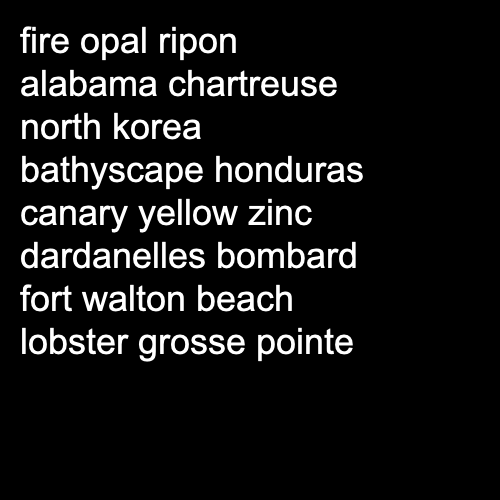 fire opal ripon
alabama chartreuse
north korea
bathyscape honduras
canary yellow zinc
dardanelles bombard
fort walton beach
lobster grosse pointe